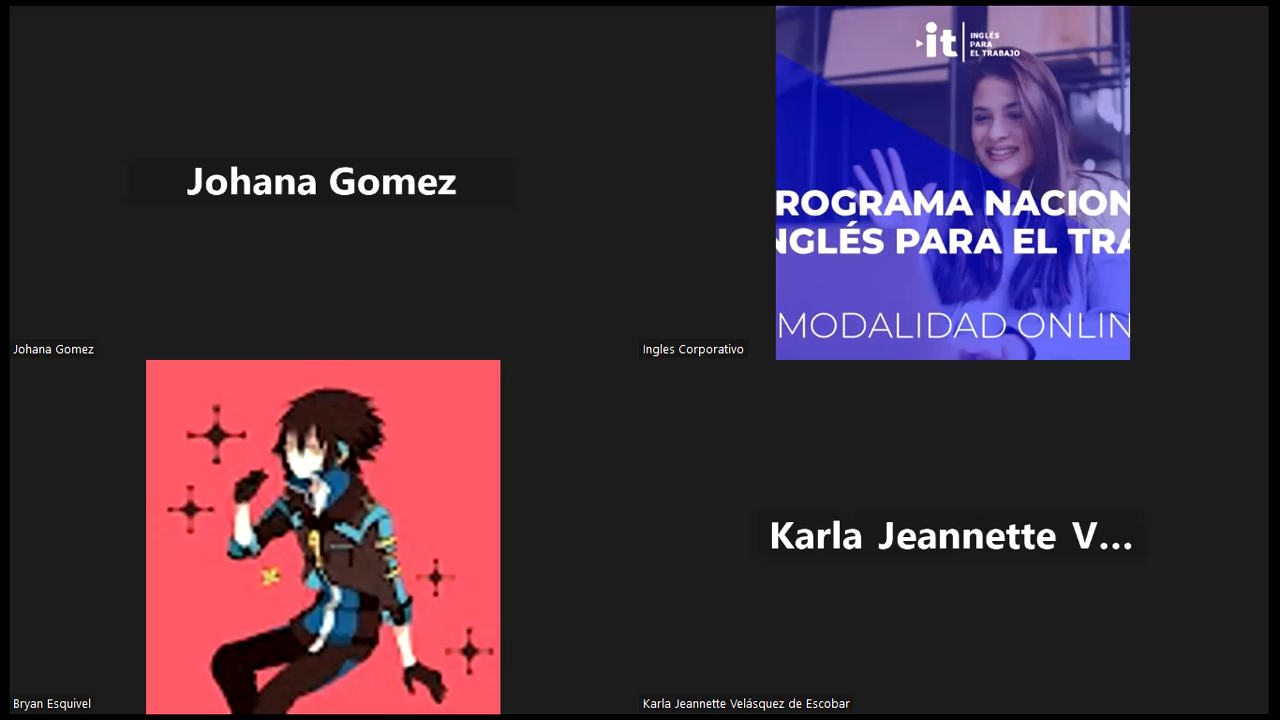 Johana Gomez
Johana Gomez
it
INGLÉS
PARA
EL TRABAJO
ROGRAMA NACION
NGLÉS PARA EL TRA
MODALIDAD ONLIN
Ingles Corporativo
Bryan Esquivel
Karla Jeannette V...
Karla Jeannette Velásquez de Escobar